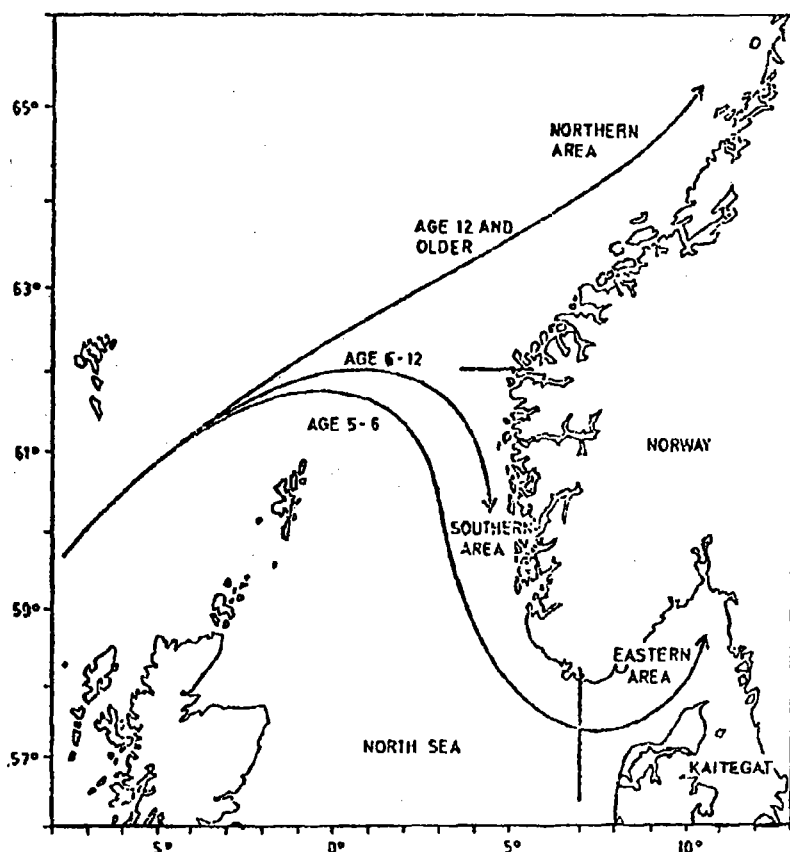 65°
NORTHERN
AREA
AGE 12 AND
OLDER
63°
AGE 6-12
AGE 5-6
61°
NORWAY
SOUTHERN
AREA
59°
EASTERN
AREA
57°
NORTH SEA
KAITEGAT
5° 0° 5° 10°